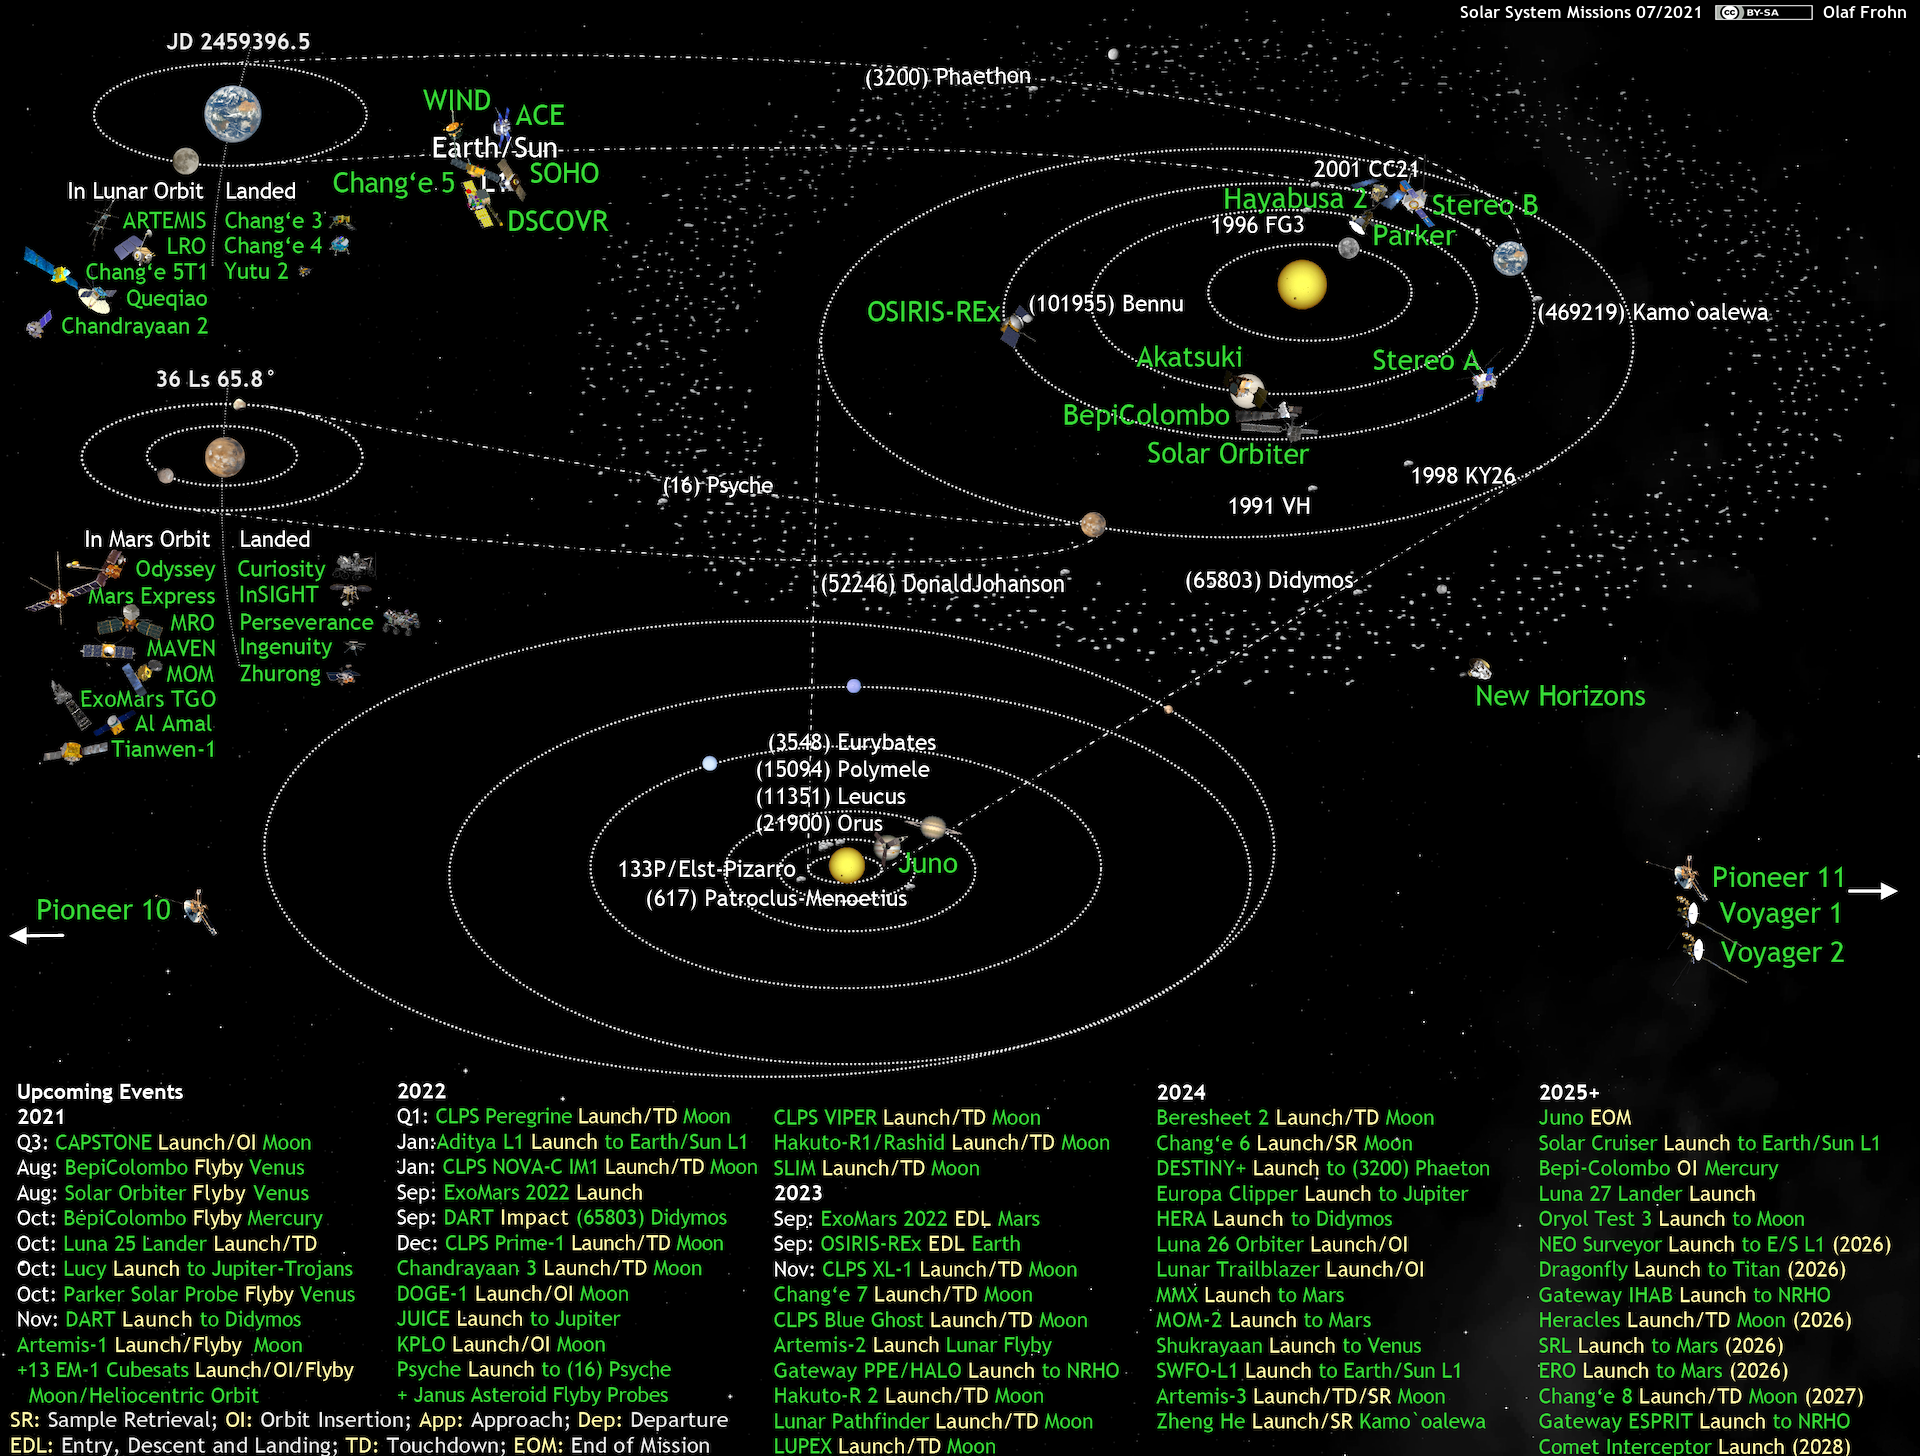 Solar System Missions 07/2021 cc BY-SA Olaf Frohn
JD 2459396.5
(3200) Phaethon
WIND
ACE
Earth/Sun
SOHO
Chang‘e 5
DSCOVR
In Lunar Orbit
ARTEMIS
LRO
Chang‘e 5T1
Queqiao
Chandrayaan 2
Landed
Chang‘e 3
Chang‘e 4
Yutu 2
2001 CC21
Hayabusa 2
Stereo B
1996 FG3
Parker
OSIRIS-REx
(101955) Bennu
(469219) Kamo`oalewa
Akatsuki
Stereo A
BepiColombo
Solar Orbiter
1998 KY26
1991 VH
36 Ls 65.8°
(16) Psyche
(52246) DonaldJohanson
(65803) Didymos
In Mars Orbit
Odyssey
Mars Express
MRO
MAVEN
MOM
ExoMars TGO
Al Amal
Tianwen-1
Landed
Curiosity
InSIGHT
Perseverance
Ingenuity
Zhurong
New Horizons
(3548) Eurybates
(15094) Polymele
(11351) Leucus
(21900) Orus
133P/Elst-Pizarro
Juno
(617) Patroclus-Menoetius
Pioneer 10
Pioneer 11
Voyager 1
Voyager 2
Upcoming Events
2021
Q3: CAPSTONE Launch/OI Moon
Aug: BepiColombo Flyby Venus
Aug: Solar Orbiter Flyby Venus
Oct: BepiColombo Flyby Mercury
Oct: Luna 25 Lander Launch/TD
Oct: Lucy Launch to Jupiter-Trojans
Oct: Parker Solar Probe Flyby Venus
Nov: DART Launch to Didymos
Artemis-1 Launch/Flyby Moon
+13 EM-1 Cubesats Launch/OI/Flyby
Moon/Heliocentric Orbit
SR: Sample Retrieval; OI: Orbit Insertion; App: Approach; Dep: Departure
EDL: Entry, Descent and Landing; TD: Touchdown; EOM: End of Mission
2022
Q1: CLPS Peregrine Launch/TD Moon
Jan:Aditya L1 Launch to Earth/Sun L1
Jan: CLPS NOVA-C IM1 Launch/TD Moon
Sep: ExoMars 2022 Launch
Sep: DART Impact (65803) Didymos
Dec: CLPS Prime-1 Launch/TD Moon
Chandrayaan 3 Launch/TD Moon
DOGE-1 Launch/OI Moon
JUICE Launch to Jupiter
KPLO Launch/OI Moon
Psyche Launch to (16) Psyche
+ Janus Asteroid Flyby Probes
CLPS VIPER Launch/TD Moon
Hakuto-R1/Rashid Launch/TD Moon
SLIM Launch/TD Moon
2023
Sep: ExoMars 2022 EDL Mars
Sep: OSIRIS-REx EDL Earth
Nov: CLPS XL-1 Launch/TD Moon
Chang‘e 7 Launch/TD Moon
CLPS Blue Ghost Launch/TD Moon
Artemis-2 Launch Lunar Flyby
Gateway PPE/HALO Launch to NRHO
Hakuto-R 2 Launch/TD Moon
Lunar Pathfinder Launch/TD Moon
LUPEX Launch/TD Moon
2024
Beresheet 2 Launch/TD Moon
Chang‘e 6 Launch/SR Moon
DESTINY+ Launch to (3200) Phaeton
Europa Clipper Launch to Jupiter
HERA Launch to Didymos
Luna 26 Orbiter Launch/OI
Lunar Trailblazer Launch/OI
MMX Launch to Mars
MOM-2 Launch to Mars
Shukrayaan Launch to Venus
SWFO-L1 Launch to Earth/Sun L1
Artemis-3 Launch/TD/SR Moon
Zheng He Launch/SR Kamo`oalewa
2025+
Juno EOM
Solar Cruiser Launch to Earth/Sun L1
Bepi-Colombo OI Mercury
Luna 27 Lander Launch
Oryol Test 3 Launch to Moon
NEO Surveyor Launch to E/S L1 (2026)
Dragonfly Launch to Titan (2026)
Gateway IHAB Launch to NRHO
Heracles Launch/TD Moon (2026)
SRL Launch to Mars (2026)
ERO Launch to Mars (2026)
Chang‘e 8 Launch/TD Moon (2027)
Gateway ESPRIT Launch to NRHO
Comet Interceptor Launch (2028)